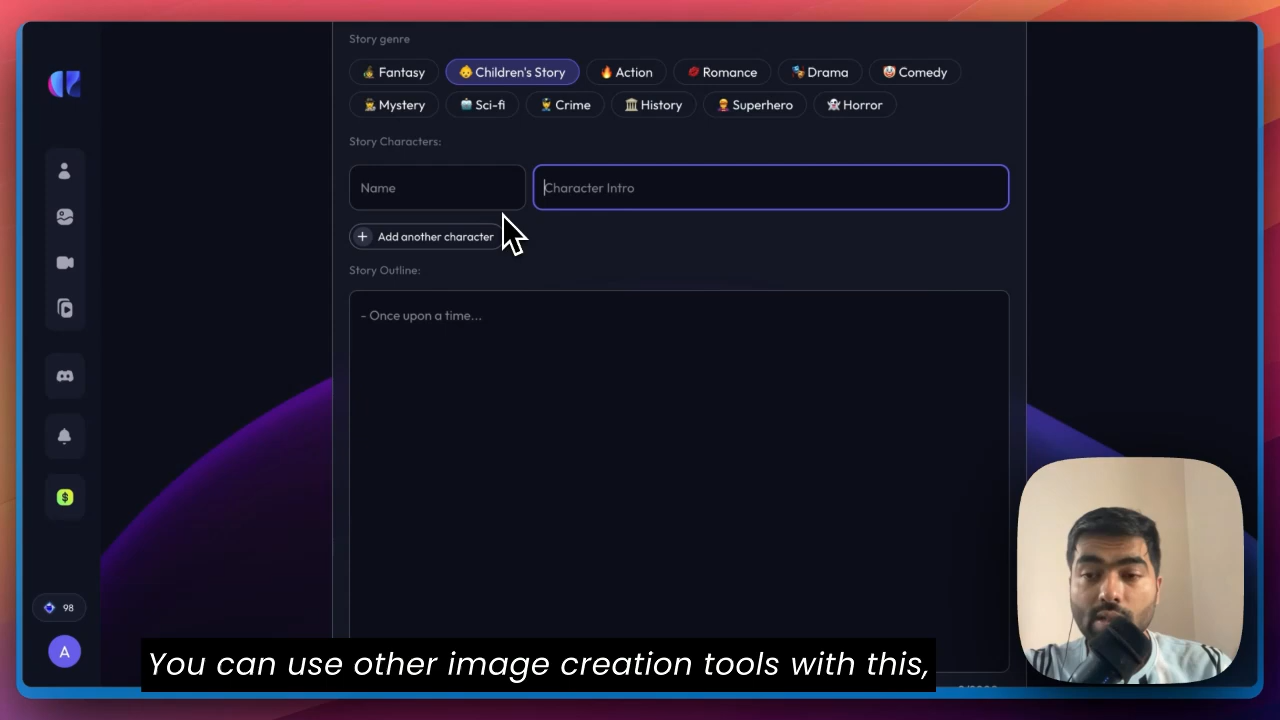 Story genre
Fantasy Children's Story Action Romance Drama Comedy
Mystery Sci-fi Crime History Superhero Horror
Story Characters:
Name Character Intro
+ Add another character
Story Outline:
- Once upon a time...
$
98
A
You can use other image creation tools with this,